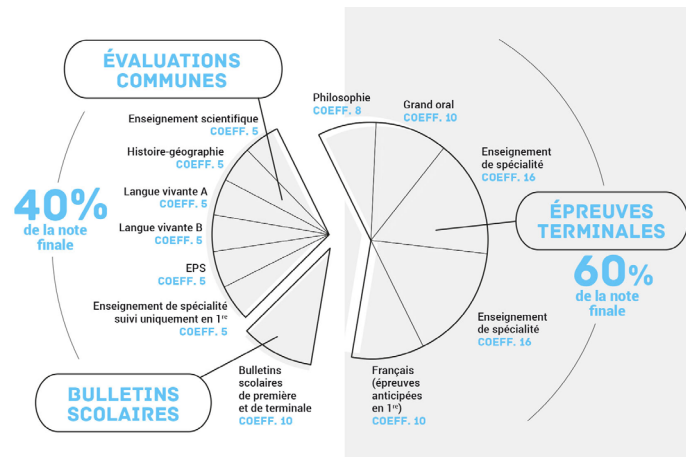 ÉVALUATIONS
COMMUNES
Enseignement scientifique
COEFF. 5
Histoire-géographie
COEFF. 5
Langue vivante A
COEFF. 5
Langue vivante B
COEFF. 5
EPS
COEFF. 5
Enseignement de spécialité
suivi uniquement en 1re
COEFF. 5
40%
de la note
finale
BULLETINS
SCOLAIRES
Bulletins
scolaires
de première
et de terminale
COEFF. 10
Philosophie
COEFF. 8
Grand oral
COEFF. 10
Enseignement
de spécialité
COEFF. 16
ÉPREUVES
TERMINALES
60%
de la note
finale
Enseignement
de spécialité
COEFF. 16
Français
(épreuves
anticipées
en 1re)
COEFF. 10